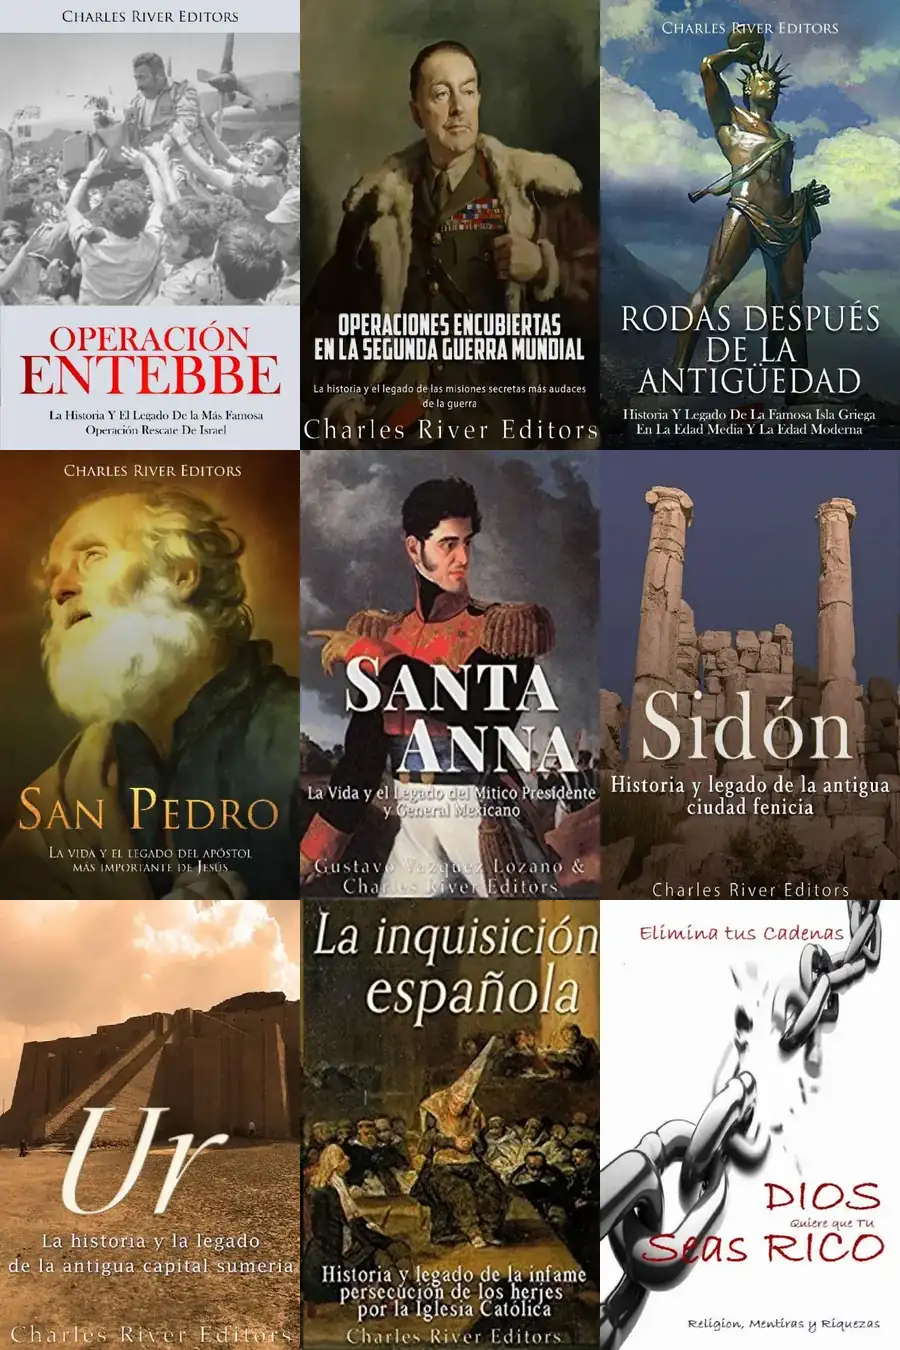 CHARLES RIVER EDITORS
OPERACIÓN
ENTEBBE
La Historia Y El Legado De la Más Famosa
Operación Rescate De Israel
OPERACIONES ENCUBIERTAS
EN LA SEGUNDA GUERRA MUNDIAL
La historia y el legado de las misiones secretas más audaces
de la guerra
Charles River Editors
CHARLES RIVER EDITORS
RODAS DESPUÉS
DE LA
ANTIGÜEDAD
Historia Y Legado De La Famosa Isla Griega
En La Edad Media Y La Edad Moderna
CHARLES RIVER EDITORS
SAN PEDRO
LA VIDA Y EL LEGADO DEL APÓSTOL
MÁS IMPORTANTE DE JESÚS
SANTA
ANNA
La Vida y el Legado del Mítico Presidente
y General Mexicano
Gustavo Vazquez Lozano &
Charles River Editors
Sidón
Historia y legado de la antigua
ciudad fenicia
Charles River Editors
Ur
La historia y la legado
de la antigua capital sumeria
Charles River Editors
La inquisición
española
Historia y legado de la infame
persecución de los herjes
por la Iglesia Católica
Charles River Editors
Elimina tus Cadenas
DIOS
Quiere que Tu
Seas RICO
Religion, Mentiras y Riquezas